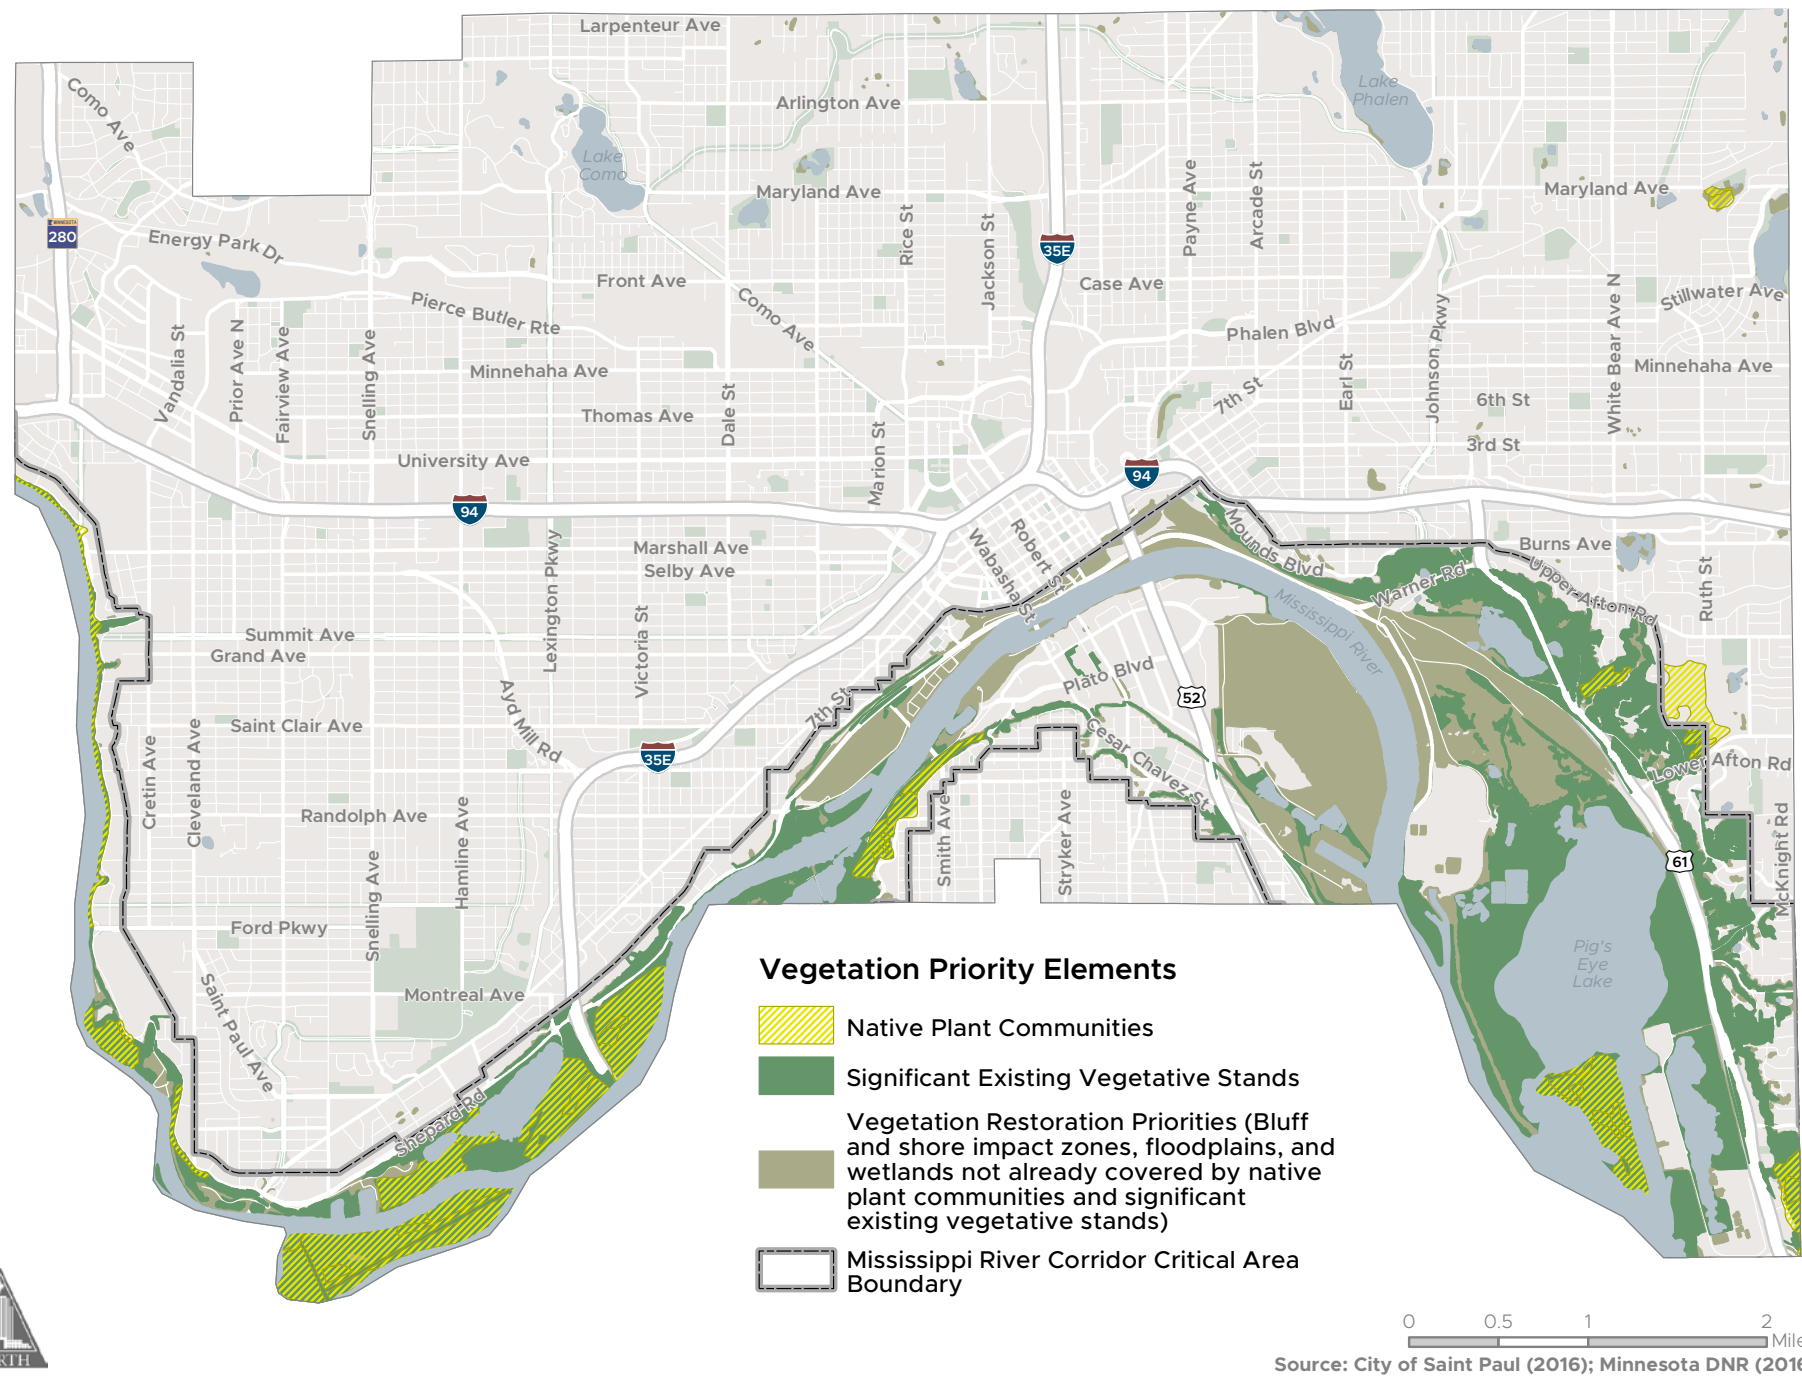 Larpenteur Ave
Como Ave
Arlington Ave
Lake
Phalen
Lake
Como
Maryland Ave
Maryland Ave
MINNESOTA
280
Energy Park Dr
Rice St
Jackson St
35E
Payne Ave
Arcade St
Front Ave
Case Ave
Pierce Butler Rte
Como Ave
Stillwater Ave
Phalen Blvd
Vandalia St
Prior Ave N
Fairview Ave
Snelling Ave
Minnehaha Ave
Minnehaha Ave
Thomas Ave
Dale St
7th St
Earl St
Johnson Pkwy
White Bear Ave N
6th St
3rd St
University Ave
Marion St
94
94
Robert St
Wabasha St
Marshall Ave
Selby Ave
Lexington Pkwy
Victoria St
Mounds Blvd
Burns Ave
Upper Afton Rd
Warner Rd
Ruth St
Mississippi River
Summit Ave
Grand Ave
Ayd Mill Rd
Plato Blvd
52
7th St
Saint Clair Ave
35E
Cesar Chavez St
Lower Afton Rd
Cretin Ave
Cleveland Ave
Randolph Ave
Hamline Ave
Smith Ave
Stryker Ave
McKnight Rd
61
Snelling Ave
Ford Pkwy
Montreal Ave
Saint Paul Ave
Shepard Rd
Pig's
Eye
Lake
Vegetation Priority Elements
Native Plant Communities
Significant Existing Vegetative Stands
Vegetation Restoration Priorities (Bluff
and shore impact zones, floodplains, and
wetlands not already covered by native
plant communities and significant
existing vegetative stands)
Mississippi River Corridor Critical Area
Boundary
0 0.5 1 2
Source: City of Saint Paul (2016); Minnesota DNR (2016